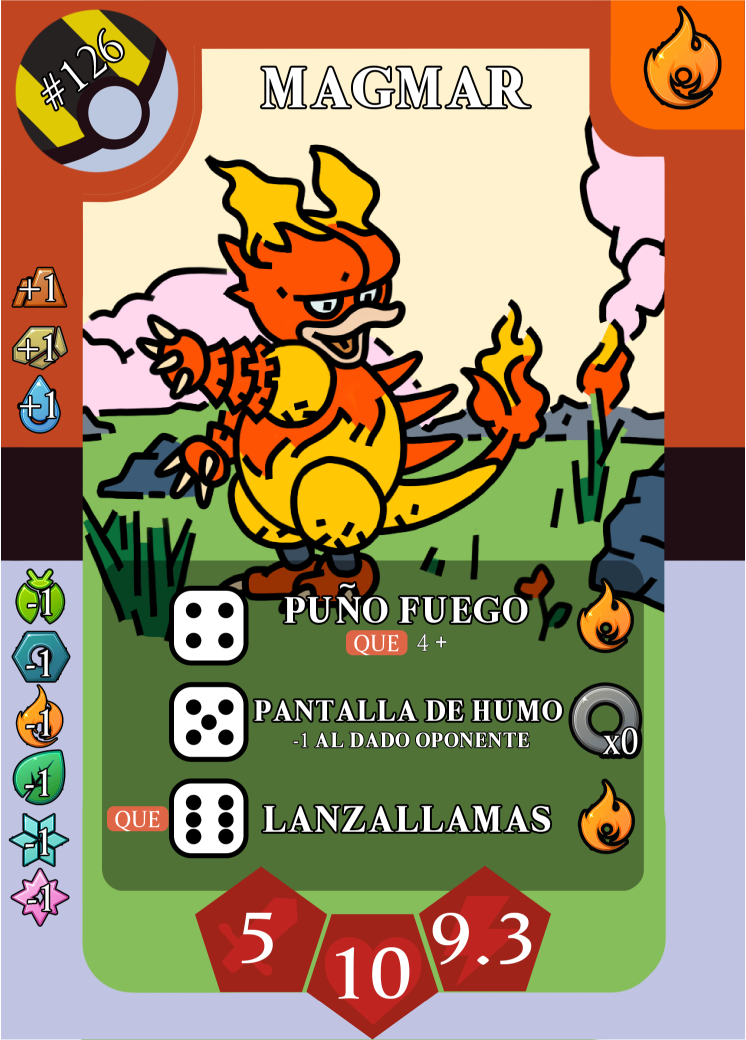 #126
MAGMAR
+1
+1
+1
-1
-1
-1
-1
-1
-1
PUÑO FUEGO
QUE 4 +
PANTALLA DE HUMO
-1 AL DADO OPONENTE
x0
QUE
LANZALLAMAS
5
10
9.3